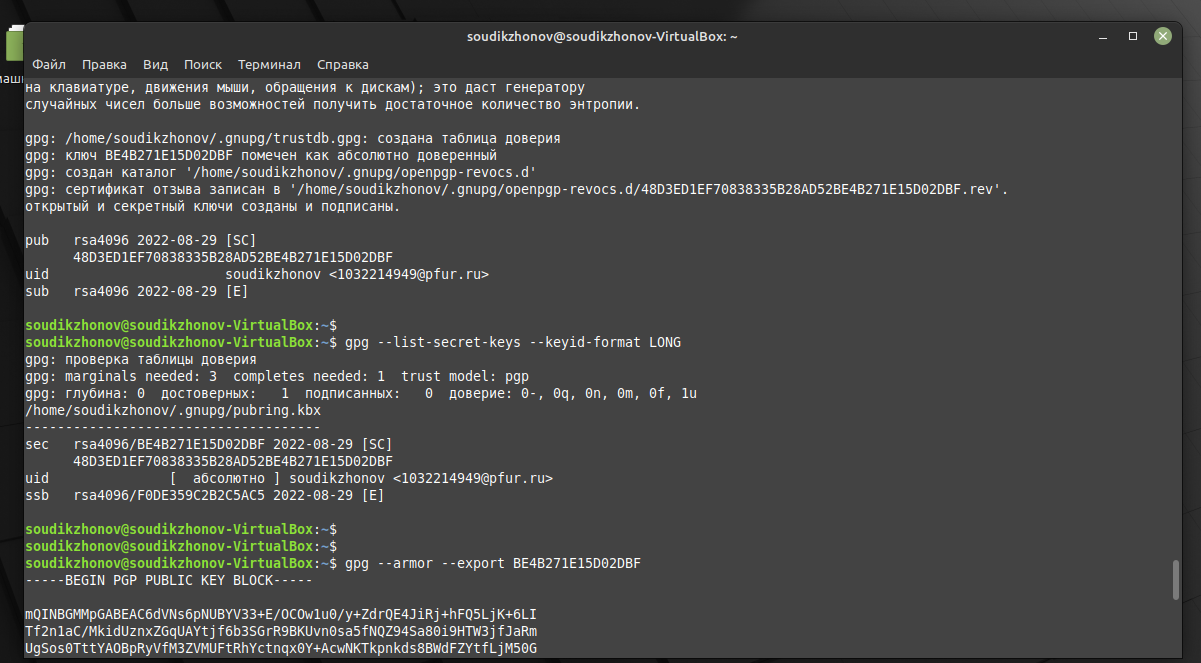 soudikzhonov@soudikzhonov-VirtualBox: ~
Файл Правка Вид Поиск Терминал Справка
на клавиатуре, движения мыши, обращения к дискам); это даст генератору
случайных чисел больше возможностей получить достаточное количество энтропии.
gpg: /home/soudikzhonov/.gnupg/trustdb.gpg: создана таблица доверия
gpg: ключ BE4B271E15D02DBF помечен как абсолютно доверенный
gpg: создан каталог '/home/soudikzhonov/.gnupg/openpgp-revocs.d'
gpg: сертификат отзыва записан в '/home/soudikzhonov/.gnupg/openpgp-revocs.d/48D3ED1EF70838335B28AD52BE4B271E15D02DBF.rev'.
открытый и секретный ключи созданы и подписаны.
pub   rsa4096 2022-08-29 [SC]
      48D3ED1EF70838335B28AD52BE4B271E15D02DBF
uid                      soudikzhonov <1032214949@pfur.ru>
sub   rsa4096 2022-08-29 [E]
soudikzhonov@soudikzhonov-VirtualBox:~$
soudikzhonov@soudikzhonov-VirtualBox:~$ gpg --list-secret-keys --keyid-format LONG
gpg: проверка таблицы доверия
gpg: marginals needed: 3  completes needed: 1  trust model: pgp
gpg: глубина: 0  достоверных:   1  подписанных:   0  доверие: 0-, 0q, 0n, 0m, 0f, 1u
/home/soudikzhonov/.gnupg/pubring.kbx
-------------------------------------
sec   rsa4096/BE4B271E15D02DBF 2022-08-29 [SC]
      48D3ED1EF70838335B28AD52BE4B271E15D02DBF
uid               [  абсолютно ] soudikzhonov <1032214949@pfur.ru>
ssb   rsa4096/F0DE359C2B2C5AC5 2022-08-29 [E]
soudikzhonov@soudikzhonov-VirtualBox:~$
soudikzhonov@soudikzhonov-VirtualBox:~$
soudikzhonov@soudikzhonov-VirtualBox:~$ gpg --armor --export BE4B271E15D02DBF
-----BEGIN PGP PUBLIC KEY BLOCK-----
mQINBGMMpGABEAC6dVNs6pNUBYV33+E/OCOw1u0/y+ZdrQE4JiRj+hFQ5LjK+6LI
Tf2n1aC/MkidUznxZGqUAYtjf6b3SGrR9BKUvn0sa5fNQZ94Sa80i9HTW3jfJaRm
UgSos0TttYAOBpRyVfM3ZVMUFtRhYctnqx0Y+AcwNKTkpnkds8BWdFZYtfLjM50G